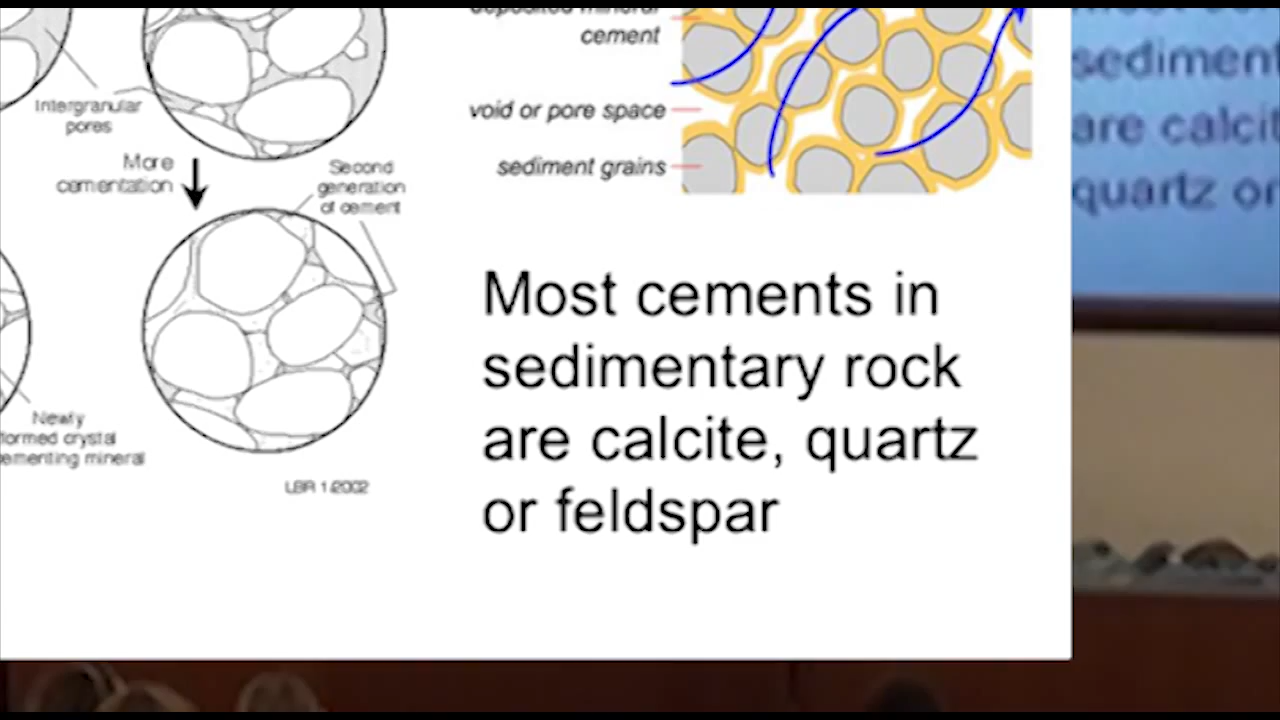 cement
void or pore space
sediment grains
Intergranular
pores
More
cementation
Second
generation
of cement
Newly
formed crystal
cementing mineral
LBR 1/2002
Most cements in
sedimentary rock
are calcite, quartz
or feldspar
sediment
are calcit
quartz or